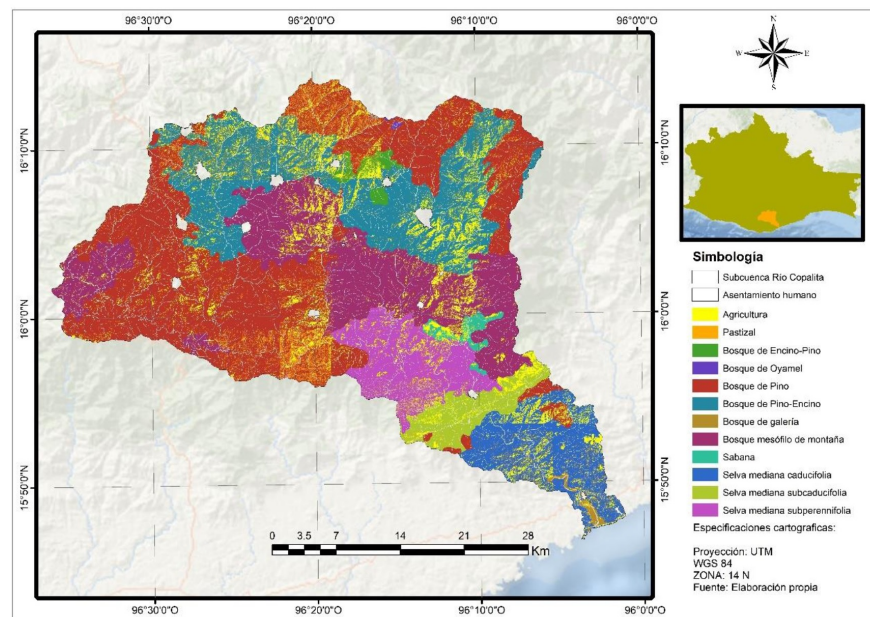 96°30'0"O 96°20'0"O 96°10'0"O 96°0'0"O
16°10'0"N
16°0'0"N
15°50'0"N
16°10'0"N
16°0'0"N
15°50'0"N
0 3.5 7 14 21 28
Km
96°30'0"O 96°20'0"O 96°10'0"O 96°0'0"O
N
W E
S
Simbología
Subcuenca Río Copalita
Asentamiento humano
Agricultura
Pastizal
Bosque de Encino-Pino
Bosque de Oyamel
Bosque de Pino
Bosque de Pino-Encino
Bosque de galería
Bosque mesófilo de montaña
Sabana
Selva mediana caducifolia
Selva mediana subcaducifolia
Selva mediana subperennifolia
Especificaciones cartograficas:
Proyección: UTM
WGS 84
ZONA: 14 N
Fuente: Elaboración propia